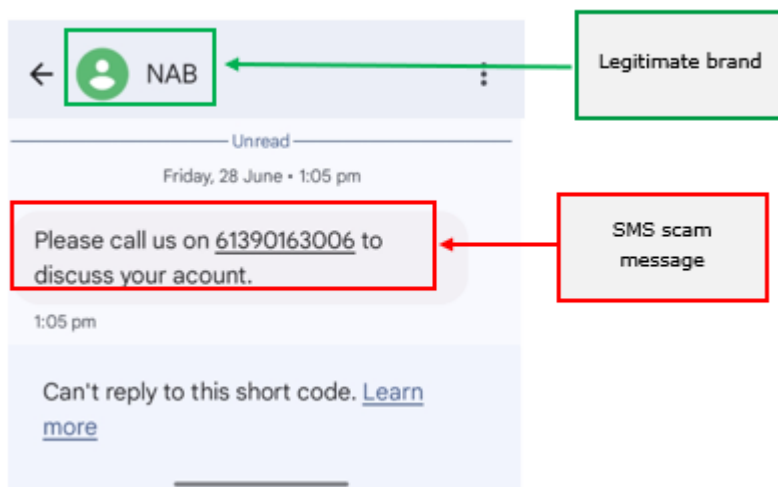 NAB
Legitimate brand
Unread
Friday, 28 June • 1:05 pm
Please call us on 61390163006 to
discuss your acount.
SMS scam
message
1:05 pm
Can't reply to this short code. Learn
more